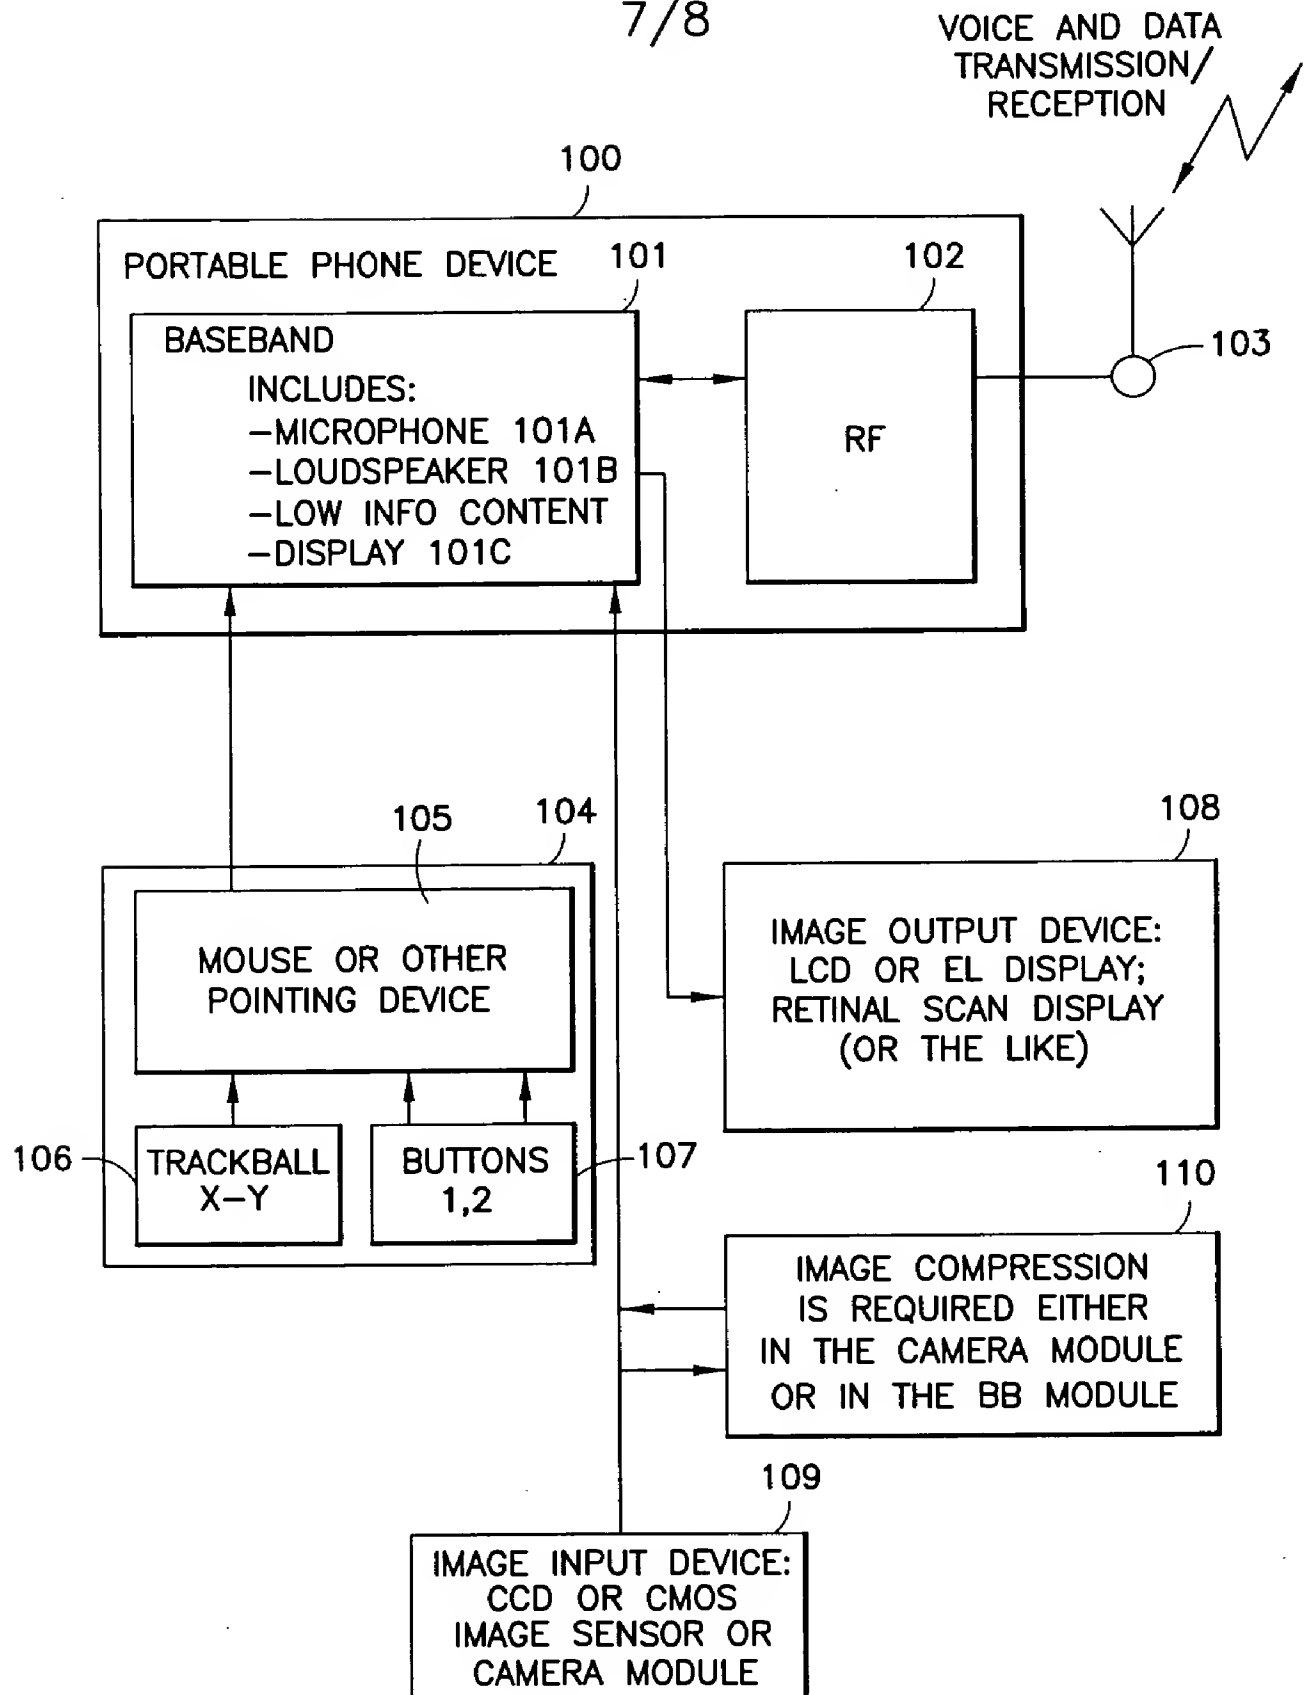 7/8
VOICE AND DATA
TRANSMISSION/
RECEPTION
100
PORTABLE PHONE DEVICE
101
102
BASEBAND
INCLUDES:
-MICROPHONE 101A
-LOUDSPEAKER 101B
-LOW INFO CONTENT
-DISPLAY 101C
RF
103
105
104
108
MOUSE OR OTHER
POINTING DEVICE
IMAGE OUTPUT DEVICE:
LCD OR EL DISPLAY;
RETINAL SCAN DISPLAY
(OR THE LIKE)
106
TRACKBALL
X-Y
BUTTONS
1,2
107
110
IMAGE COMPRESSION
IS REQUIRED EITHER
IN THE CAMERA MODULE
OR IN THE BB MODULE
109
IMAGE INPUT DEVICE:
CCD OR CMOS
IMAGE SENSOR OR
CAMERA MODULE